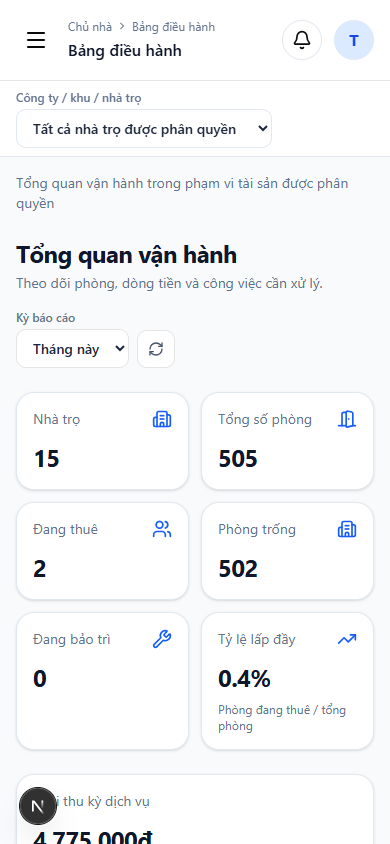 Chủ nhà > Bảng điều hành
Bảng điều hành
T
Công ty / khu / nhà trọ
Tất cả nhà trọ được phân quyền
Tổng quan vận hành trong phạm vi tài sản được phân
quyền
Tổng quan vận hành
Theo dõi phòng, dòng tiền và công việc cần xử lý.
Kỳ báo cáo
Tháng này
Nhà trọ
15
Tổng số phòng
505
Đang thuê
2
Phòng trống
502
Đang bảo trì
0
Tỷ lệ lấp đầy
0.4%
Phòng đang thuê / tổng
phòng
N
thu kỳ dịch vụ
4.775.000đ